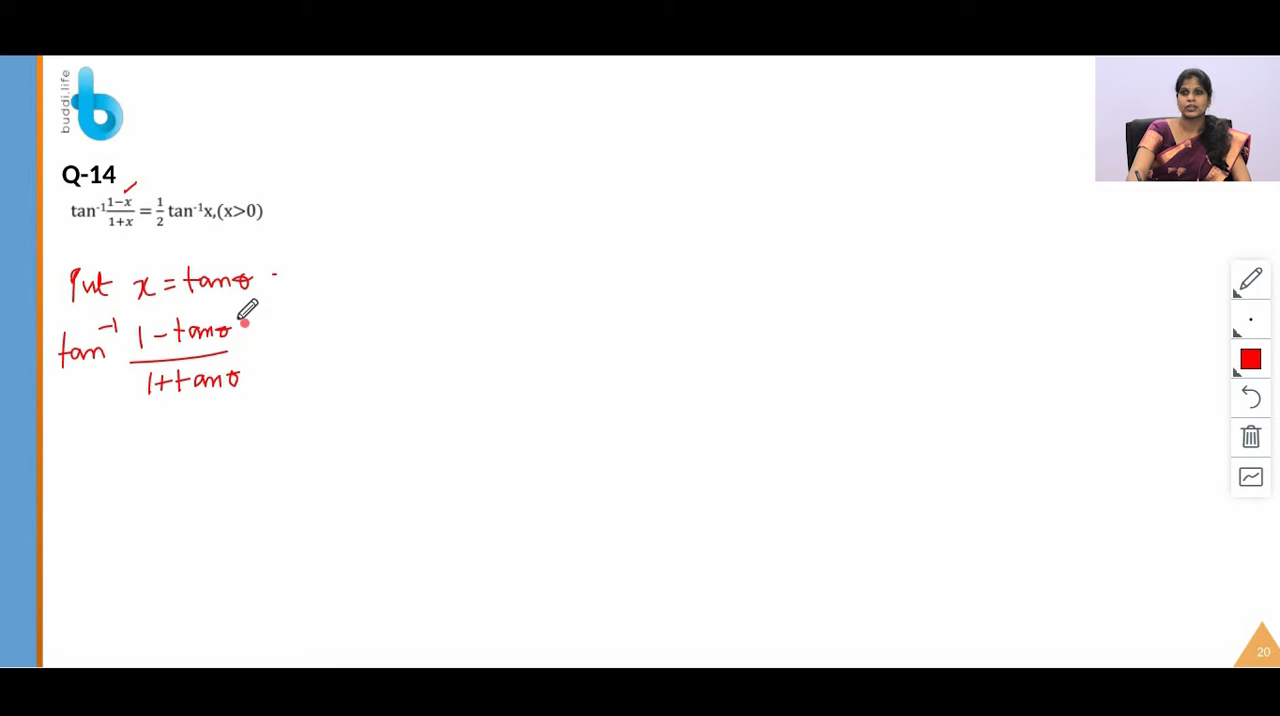 buddi.life
Q-14
tan⁻¹ (1−x)/(1+x) = 1/2 tan⁻¹x,(x>0)
Put x = tanθ
tan⁻¹ (1 − tanθ)/(1 + tanθ)
20